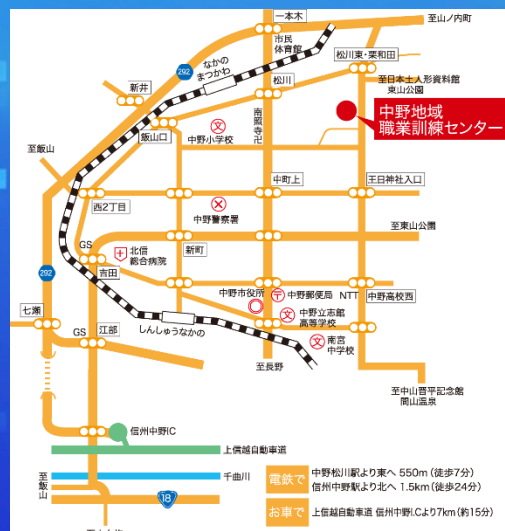 一本木
至山ノ内町
市民
体育館
なかの
まつかわ
292
松川東・栗和田
新井
松川
至日本土人形資料館
東山公園
中野地域
職業訓練センター
飯山口
文
中野小学校
南照寺卍
至飯山
中町上
王日神社入口
西2丁目
中野警察署
GS
北信
総合病院
新町
至東山公園
吉田
292
中野市役所
中野郵便局
NTT
中野高校西
七瀬
しんしゅうなかの
文
中野立志館
高等学校
GS
江部
文
南宮
中学校
至長野
至中山晋平記念館
間山温泉
信州中野IC
上信越自動車道
至飯山
千曲川
18
電鉄で
中野松川駅より東へ 550m(徒歩7分)
信州中野駅より北へ 1.5km(徒歩24分)
お車で
上信越自動車道 信州中野I.Cより7km(約15分)